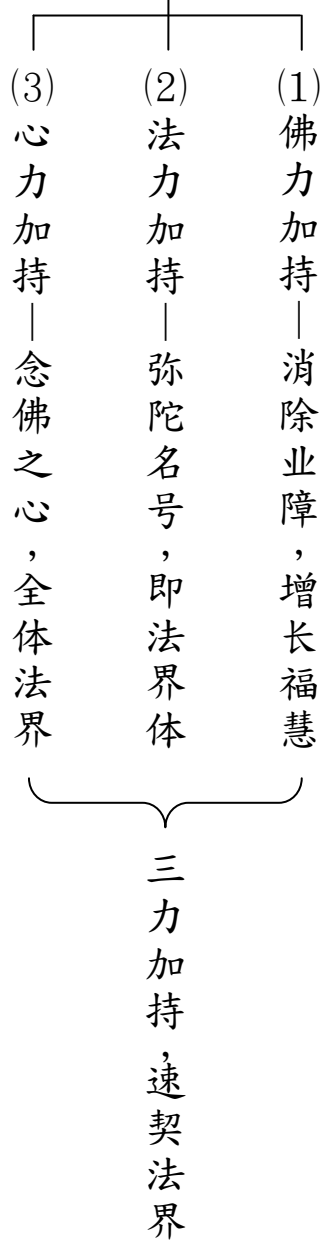 (1)佛力加持—消除业障，增长福慧
(2)法力加持—弥陀名号，即法界体
(3)心力加持—念佛之心，全体法界
三力加持，速契法界